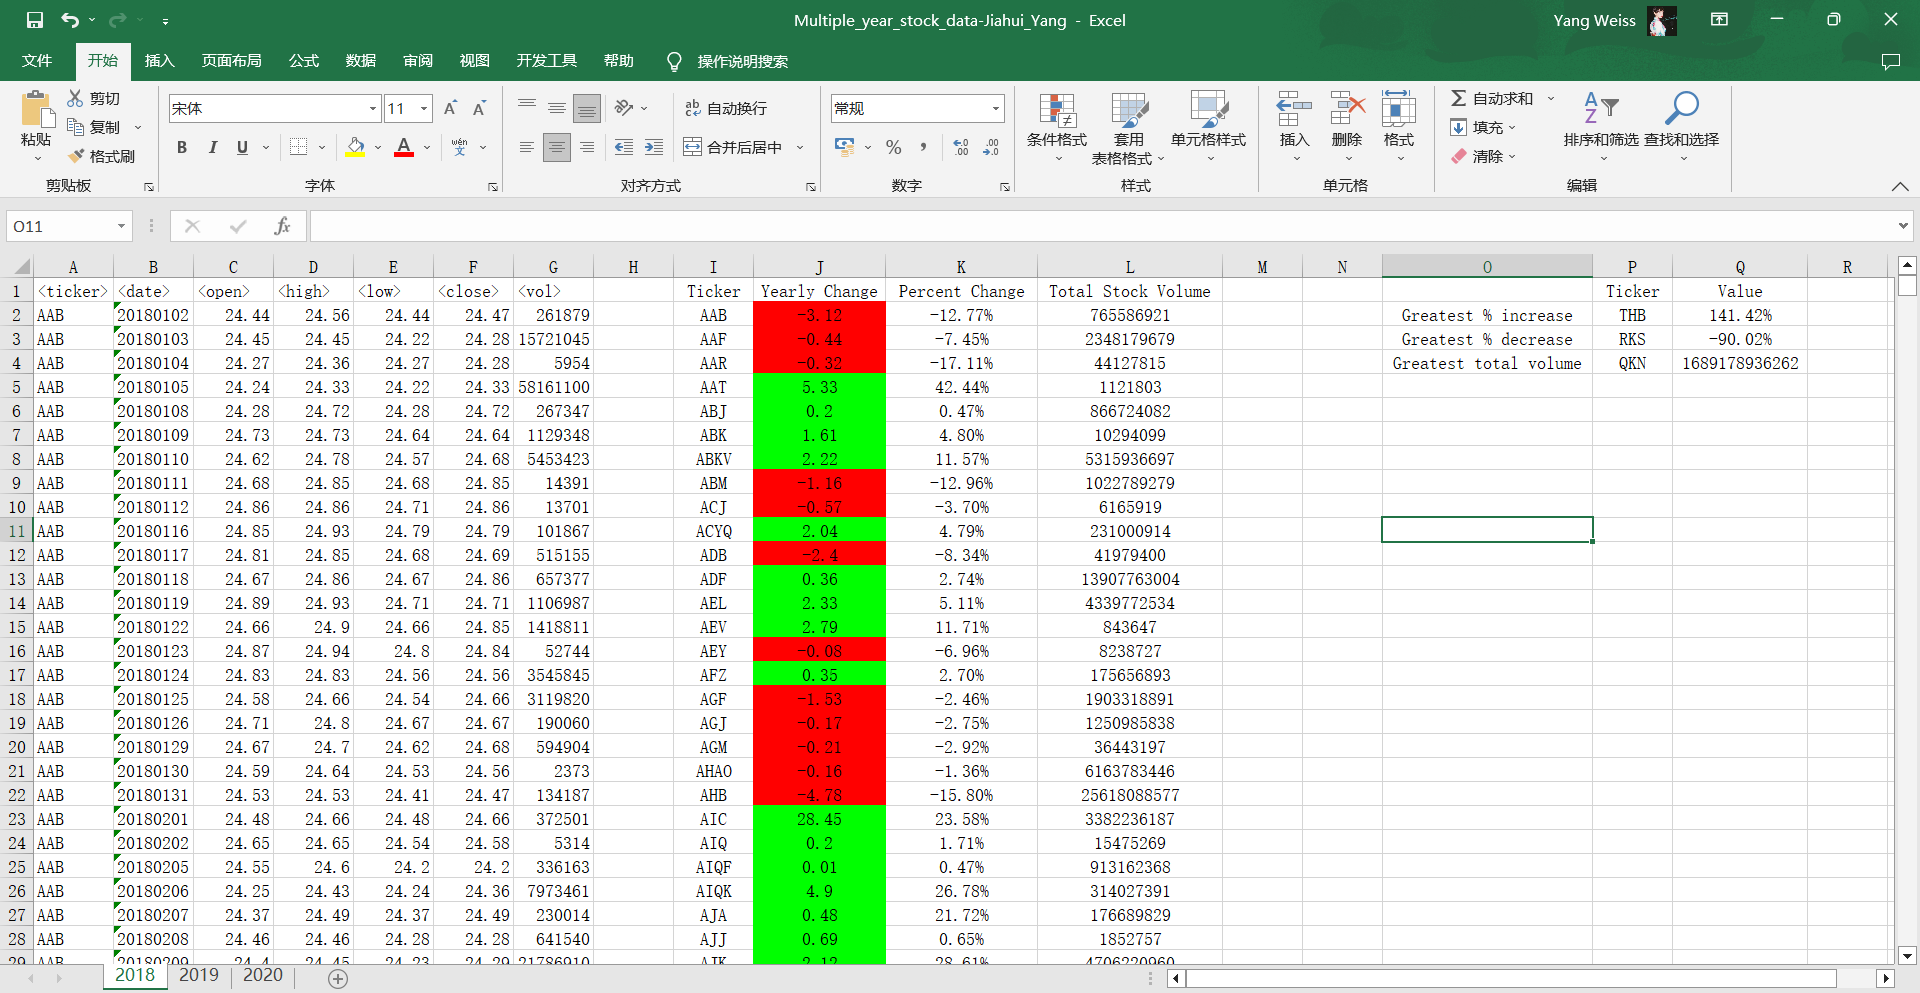 Multiple_year_stock_data-Jiahui_Yang - Excel
Yang Weiss
文件 开始 插入 页面布局 公式 数据 审阅 视图 开发工具 帮助 操作说明搜索
粘贴 剪切 复制 格式刷 剪贴板
宋体 11
B I U A wén 文 字体
ab 自动换行 合并后居中 对齐方式
常规 % 数字
条件格式 套用 表格格式 单元格样式 样式
插入 删除 格式 单元格
自动求和 填充 清除 排序和筛选 查找和选择 编辑
O11 fx
A B C D E F G H I J K L M N O P Q R
1 <ticker> <date> <open> <high> <low> <close> <vol> Ticker Yearly Change Percent Change Total Stock Volume Ticker Value
2 AAB 20180102 24.44 24.56 24.44 24.47 261879 AAB -3.12 -12.77% 765586921 Greatest % increase THB 141.42%
3 AAB 20180103 24.45 24.45 24.22 24.28 15721045 AAF -0.44 -7.45% 2348179679 Greatest % decrease RKS -90.02%
4 AAB 20180104 24.27 24.36 24.27 24.28 5954 AAR -0.32 -17.11% 44127815 Greatest total volume QKN 1689178936262
5 AAB 20180105 24.24 24.33 24.22 24.33 58161100 AAT 5.33 42.44% 1121803
6 AAB 20180108 24.28 24.72 24.28 24.72 267347 ABJ 0.2 0.47% 866724082
7 AAB 20180109 24.73 24.73 24.64 24.64 1129348 ABK 1.61 4.80% 10294099
8 AAB 20180110 24.62 24.78 24.57 24.68 5453423 ABKV 2.22 11.57% 5315936697
9 AAB 20180111 24.68 24.85 24.68 24.85 14391 ABM -1.16 -12.96% 1022789279
10 AAB 20180112 24.86 24.86 24.71 24.86 13701 ACJ -0.57 -3.70% 6165919
11 AAB 20180116 24.85 24.93 24.79 24.79 101867 ACYQ 2.04 4.79% 231000914
12 AAB 20180117 24.81 24.85 24.68 24.69 515155 ADB -2.4 -8.34% 41979400
13 AAB 20180118 24.67 24.86 24.67 24.86 657377 ADF 0.36 2.74% 13907763004
14 AAB 20180119 24.89 24.93 24.71 24.71 1106987 AEL 2.33 5.11% 4339772534
15 AAB 20180122 24.66 24.9 24.66 24.85 1418811 AEV 2.79 11.71% 843647
16 AAB 20180123 24.87 24.94 24.8 24.84 52744 AEY -0.08 -6.96% 8238727
17 AAB 20180124 24.83 24.83 24.56 24.56 3545845 AFZ 0.35 2.70% 175656893
18 AAB 20180125 24.58 24.66 24.54 24.66 3119820 AGF -1.53 -2.46% 1903318891
19 AAB 20180126 24.71 24.8 24.67 24.67 190060 AGJ -0.17 -2.75% 1250985838
20 AAB 20180129 24.67 24.7 24.62 24.68 594904 AGM -0.21 -2.92% 36443197
21 AAB 20180130 24.59 24.64 24.53 24.56 2373 AHAO -0.16 -1.36% 6163783446
22 AAB 20180131 24.53 24.53 24.41 24.47 134187 AHB -4.78 -15.80% 25618088577
23 AAB 20180201 24.48 24.66 24.48 24.66 372501 AIC 28.45 23.58% 3382236187
24 AAB 20180202 24.65 24.65 24.54 24.58 5314 AIQ 0.2 1.71% 15475269
25 AAB 20180205 24.55 24.6 24.2 24.2 336163 AIQF 0.01 0.47% 913162368
26 AAB 20180206 24.25 24.43 24.24 24.36 7973461 AIQK 4.9 26.78% 314027391
27 AAB 20180207 24.37 24.49 24.37 24.49 230014 AJA 0.48 21.72% 176689829
28 AAB 20180208 24.46 24.46 24.28 24.28 641540 AJJ 0.69 0.65% 1852757
29 AAB 20180209 24.4 24.45 24.23 24.29 21786910 AJK 2.12 28.61% 4706220960
2018 2019 2020